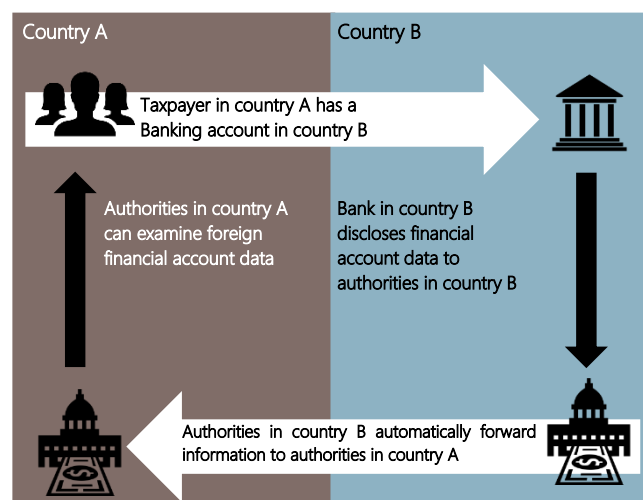 Country A
Country B
Taxpayer in country A has a
Banking account in country B
Authorities in country A
can examine foreign
financial account data
Bank in country B
discloses financial
account data to
authorities in country B
Authorities in country B automatically forward
information to authorities in country A